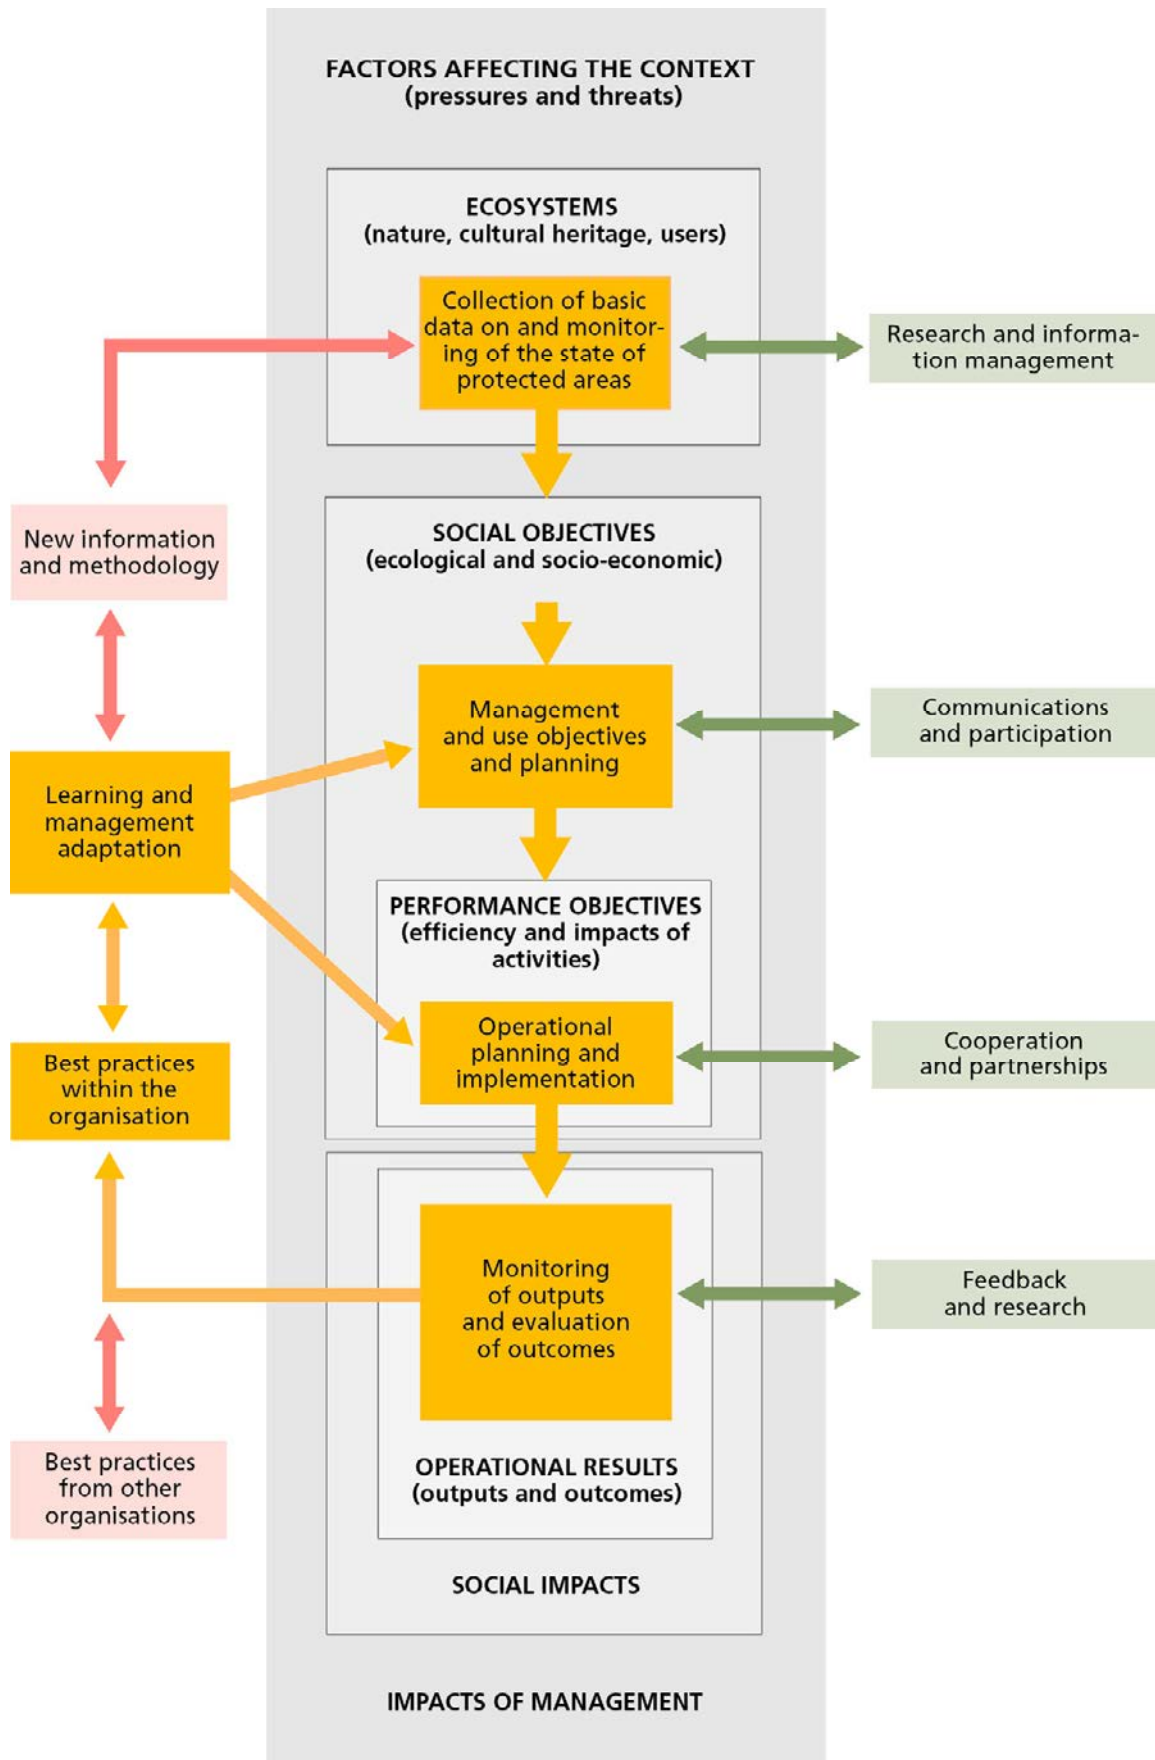 FACTORS AFFECTING THE CONTEXT
(pressures and threats)
ECOSYSTEMS
(nature, cultural heritage, users)
Collection of basic
data on and monitor-
ing of the state of
protected areas
Research and informa-
tion management
New information
and methodology
SOCIAL OBJECTIVES
(ecological and socio-economic)
Management
and use objectives
and planning
Communications
and participation
Learning and
management
adaptation
PERFORMANCE OBJECTIVES
(efficiency and impacts of
activities)
Operational
planning and
implementation
Cooperation
and partnerships
Best practices
within the
organisation
Monitoring
of outputs
and evaluation
of outcomes
Feedback
and research
Best practices
from other
organisations
OPERATIONAL RESULTS
(outputs and outcomes)
SOCIAL IMPACTS
IMPACTS OF MANAGEMENT